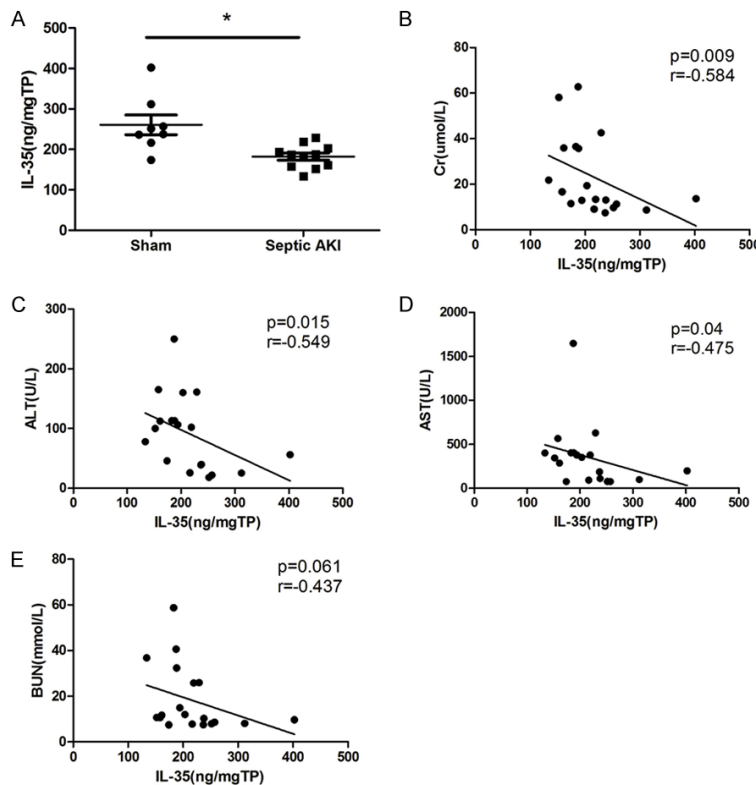 A
500
400
300
200
100
0
IL-35(ng/mgTP)
*
Sham
Septic AKI
B
80
60
40
20
0
Cr(umol/L)
p=0.009
r=-0.584
0
100
200
300
400
500
IL-35(ng/mgTP)
C
300
200
100
0
ALT(U/L)
p=0.015
r=-0.549
0
100
200
300
400
500
IL-35(ng/mgTP)
D
2000
1500
1000
500
0
AST(U/L)
p=0.04
r=-0.475
0
100
200
300
400
500
IL-35(ng/mgTP)
E
80
60
40
20
0
BUN(mmol/L)
p=0.061
r=-0.437
0
100
200
300
400
500
IL-35(ng/mgTP)